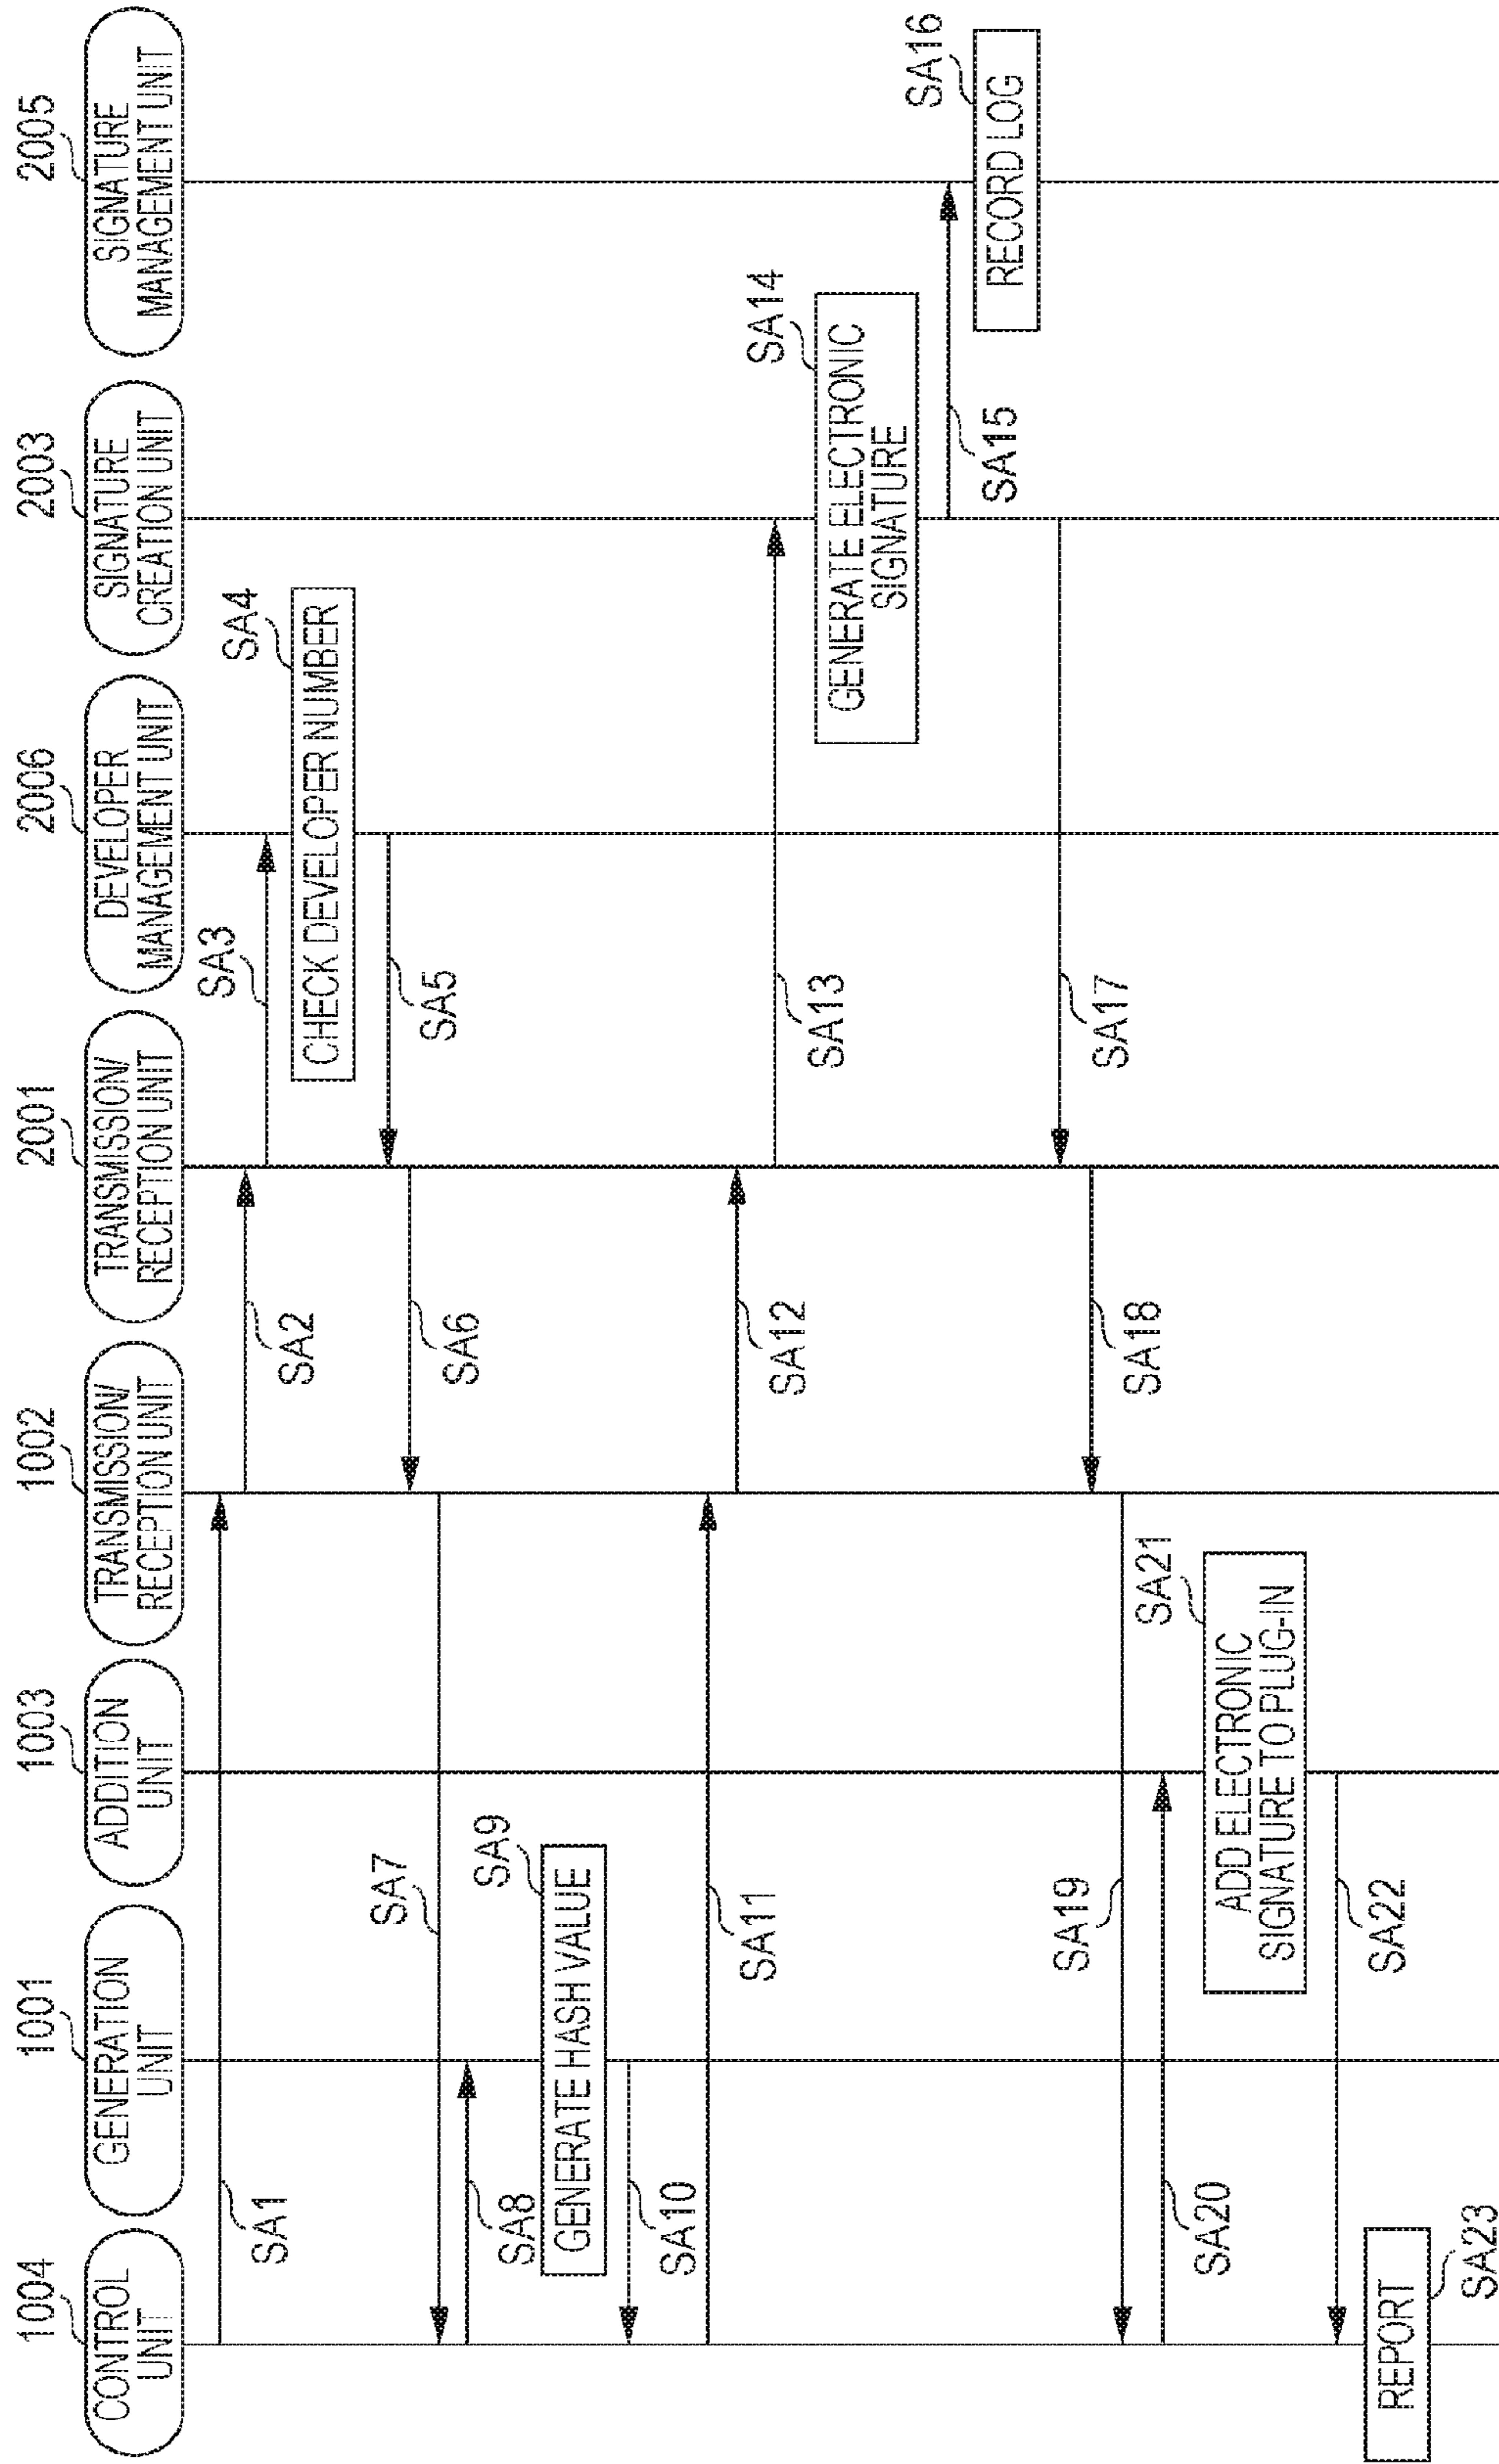 1004
CONTROL
UNIT
1001
GENERATION
UNIT
1003
ADDITION
UNIT
1002
TRANSMISSION/
RECEPTION UNIT
2001
TRANSMISSION/
RECEPTION UNIT
2006
DEVELOPER
MANAGEMENT UNIT
2003
SIGNATURE
CREATION UNIT
2005
SIGNATURE
MANAGEMENT UNIT
SA1
SA2
SA3
SA4
CHECK DEVELOPER NUMBER
SA5
SA6
SA7
SA8
SA9
GENERATE HASH VALUE
SA10
SA11
SA12
SA13
SA14
GENERATE ELECTRONIC
SIGNATURE
SA15
SA16
RECORD LOG
SA17
SA18
SA19
SA20
SA21
ADD ELECTRONIC
SIGNATURE TO PLUG-IN
SA22
REPORT
SA23